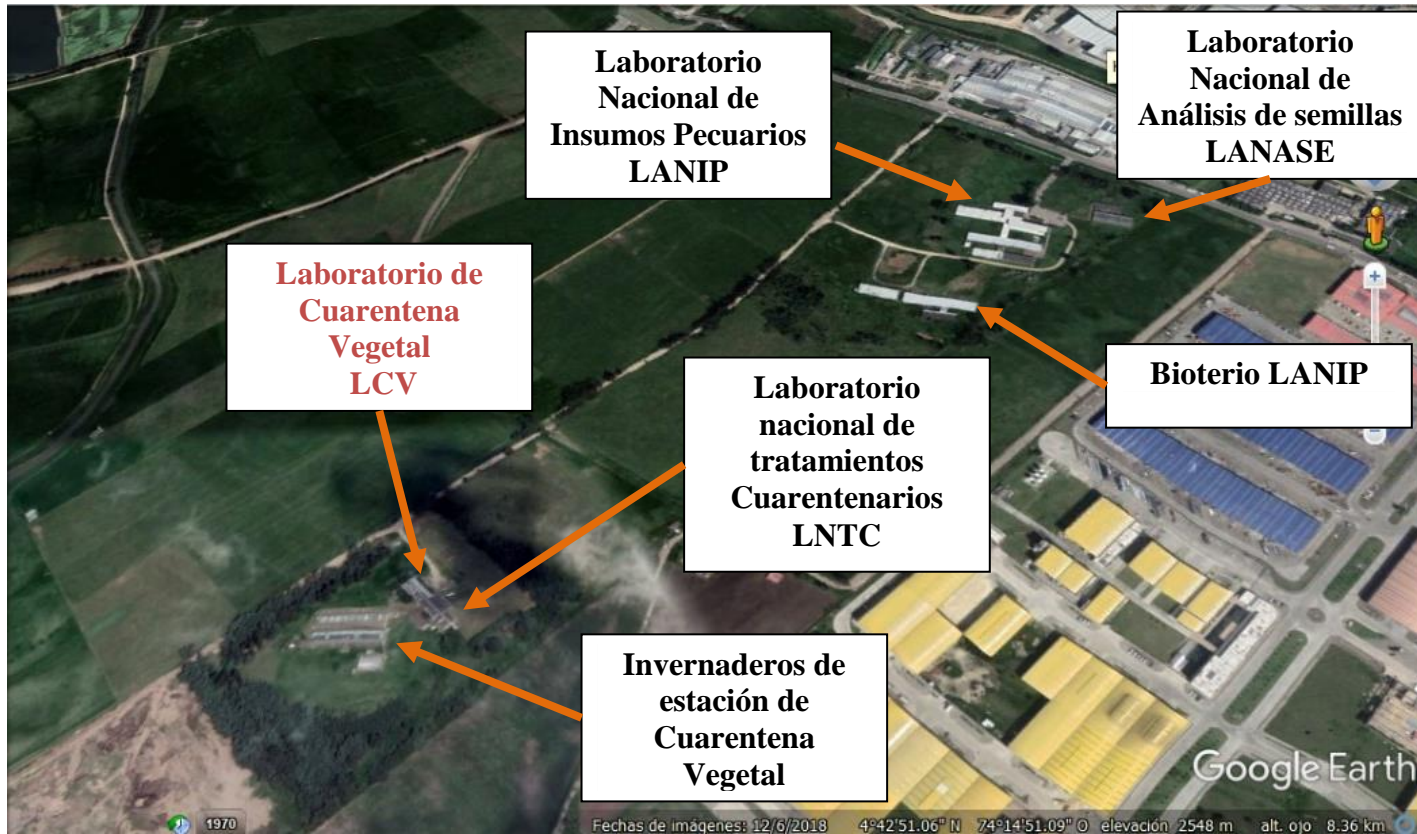 Laboratorio
Nacional de
Insumos Pecuarios
LANIP
Laboratorio
Nacional de
Análisis de semillas
LANASE
Laboratorio de
Cuarentena
Vegetal
LCV
Laboratorio
nacional de
tratamientos
Cuarentenarios
LNTC
Bioterio LANIP
Invernaderos de
estación de
Cuarentena
Vegetal
Google Earth
1970
Fechas de imágenes: 12/6/2018 4°42'51.06" N 74°14'51.09" O elevación 2548 m alt. ojo 8.36 km